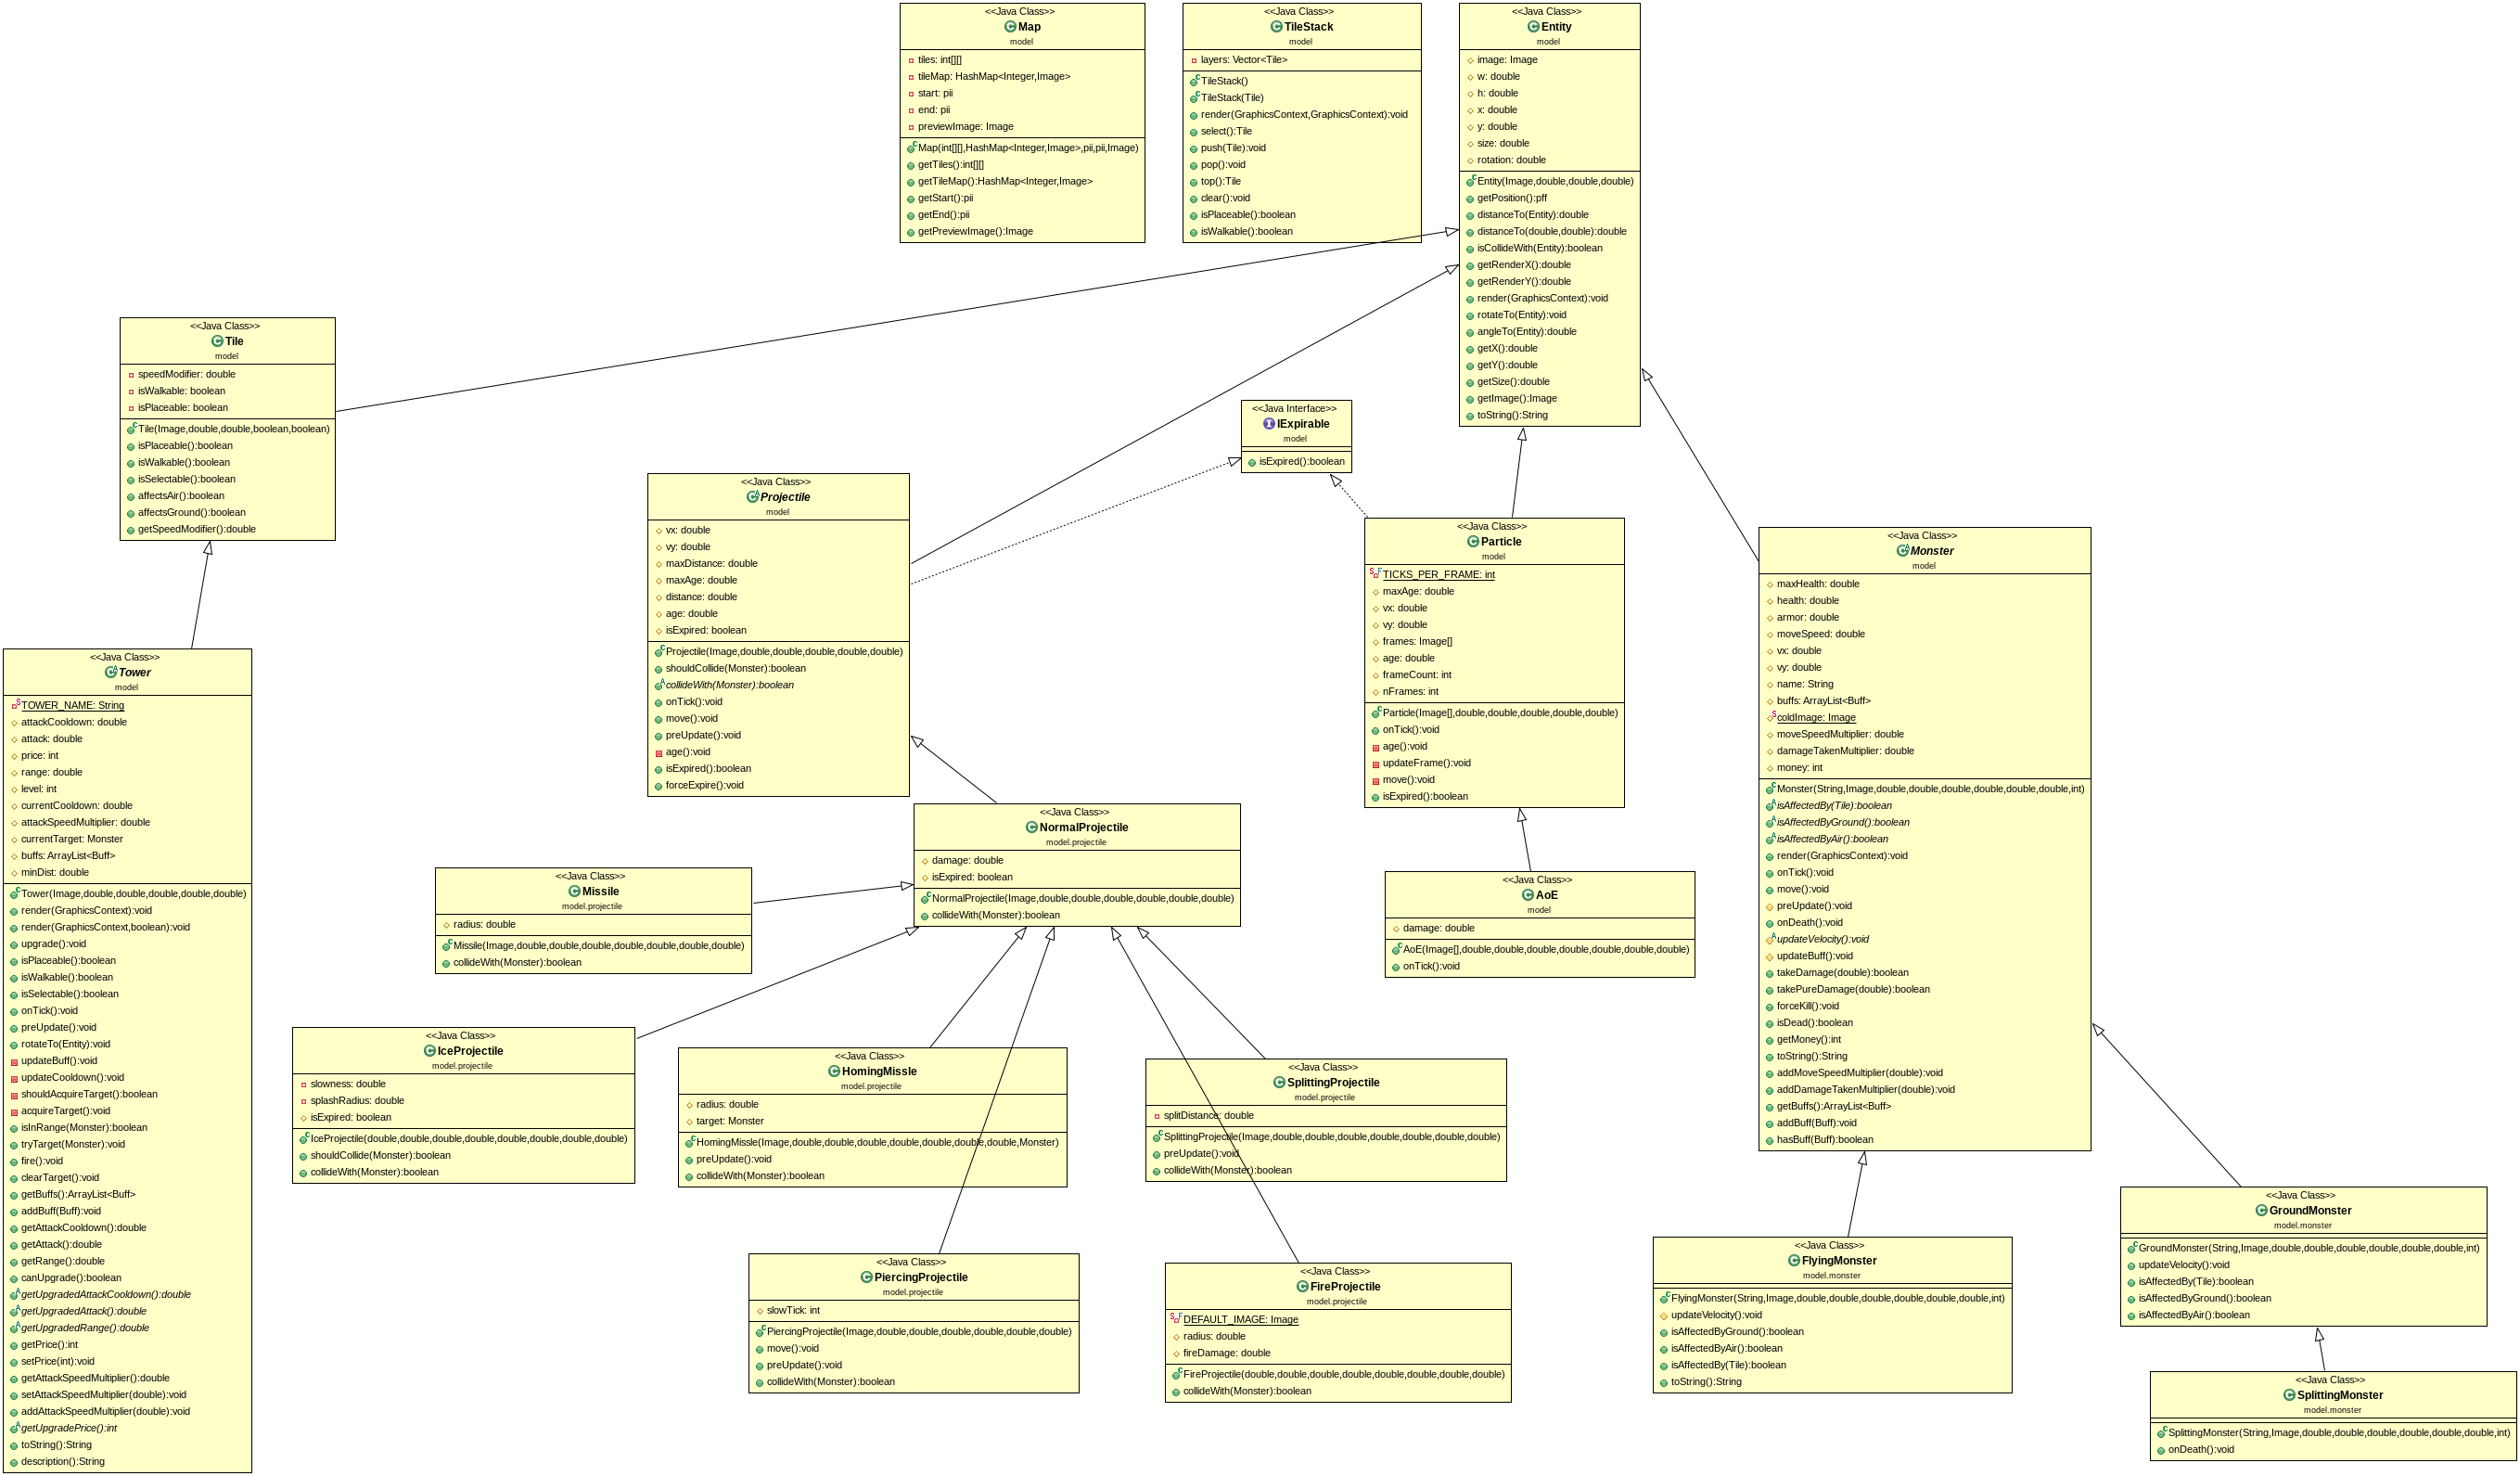 <<Java Class>>
Map
model
tiles: int[][]
tileMap: HashMap<Integer,Image>
start: pii
end: pii
previewImage: Image
Map(int[][],HashMap<Integer,Image>,pii,pii,Image)
getTiles():int[][]
getTileMap():HashMap<Integer,Image>
getStart():pii
getEnd():pii
getPreviewImage():Image
<<Java Class>>
TileStack
model
layers: Vector<Tile>
TileStack()
TileStack(Tile)
render(GraphicsContext,GraphicsContext):void
select():Tile
push(Tile):void
pop():void
top():Tile
clear():void
isPlaceable():boolean
isWalkable():boolean
<<Java Class>>
Entity
model
image: Image
w: double
h: double
x: double
y: double
size: double
rotation: double
Entity(Image,double,double,double)
getPosition():pff
distanceTo(Entity):double
distanceTo(double,double):double
isCollideWith(Entity):boolean
getRenderX():double
getRenderY():double
render(GraphicsContext):void
rotateTo(Entity):void
angleTo(Entity):double
getX():double
getY():double
getSize():double
getImage():Image
toString():String
<<Java Class>>
Tile
model
speedModifier: double
isWalkable: boolean
isPlaceable: boolean
Tile(Image,double,double,boolean,boolean)
isPlaceable():boolean
isWalkable():boolean
isSelectable():boolean
affectsAir():boolean
affectsGround():boolean
getSpeedModifier():double
<<Java Interface>>
IExpirable
model
isExpired():boolean
<<Java Class>>
Projectile
model
vx: double
vy: double
maxDistance: double
maxAge: double
distance: double
age: double
isExpired: boolean
Projectile(Image,double,double,double,double,double)
shouldCollide(Monster):boolean
collideWith(Monster):boolean
onTick():void
move():void
preUpdate():void
age():void
isExpired():boolean
forceExpire():void
<<Java Class>>
Particle
model
TICKS_PER_FRAME: int
maxAge: double
vx: double
vy: double
frames: Image[]
age: double
frameCount: int
nFrames: int
Particle(Image[],double,double,double,double,double)
onTick():void
age():void
updateFrame():void
move():void
isExpired():boolean
<<Java Class>>
Monster
model
maxHealth: double
health: double
armor: double
moveSpeed: double
vx: double
vy: double
name: String
buffs: ArrayList<Buff>
coldImage: Image
moveSpeedMultiplier: double
damageTakenMultiplier: double
money: int
Monster(String,Image,double,double,double,double,double,double,int)
isAffectedBy(Tile):boolean
isAffectedByGround():boolean
isAffectedByAir():boolean
render(GraphicsContext):void
onTick():void
move():void
preUpdate():void
onDeath():void
updateVelocity():void
updateBuff():void
takeDamage(double):boolean
takePureDamage(double):boolean
forceKill():void
isDead():boolean
getMoney():int
toString():String
addMoveSpeedMultiplier(double):void
addDamageTakenMultiplier(double):void
getBuffs():ArrayList<Buff>
addBuff(Buff):void
hasBuff(Buff):boolean
<<Java Class>>
Tower
model
TOWER_NAME: String
attackCooldown: double
attack: double
price: int
range: double
level: int
currentCooldown: double
attackSpeedMultiplier: double
currentTarget: Monster
buffs: ArrayList<Buff>
minDist: double
Tower(Image,double,double,double,double,double)
render(GraphicsContext):void
render(GraphicsContext,boolean):void
upgrade():void
isPlaceable():boolean
isWalkable():boolean
isSelectable():boolean
onTick():void
preUpdate():void
rotateTo(Entity):void
updateBuff():void
updateCooldown():void
shouldAcquireTarget():boolean
acquireTarget():void
isInRange(Monster):boolean
tryTarget(Monster):void
fire():void
clearTarget():void
getBuffs():ArrayList<Buff>
addBuff(Buff):void
getAttackCooldown():double
getAttack():double
getRange():double
canUpgrade():boolean
getUpgradedAttackCooldown():double
getUpgradedAttack():double
getUpgradedRange():double
getPrice():int
setPrice(int):void
getAttackSpeedMultiplier():double
setAttackSpeedMultiplier(double):void
addAttackSpeedMultiplier(double):void
getUpgradePrice():int
toString():String
description():String
<<Java Class>>
NormalProjectile
model.projectile
damage: double
isExpired: boolean
NormalProjectile(Image,double,double,double,double,double,double)
collideWith(Monster):boolean
<<Java Class>>
Missile
model.projectile
radius: double
Missile(Image,double,double,double,double,double,double,double)
collideWith(Monster):boolean
<<Java Class>>
AoE
model
damage: double
AoE(Image[],double,double,double,double,double,double,double)
onTick():void
<<Java Class>>
IceProjectile
model.projectile
slowness: double
splashRadius: double
isExpired: boolean
IceProjectile(double,double,double,double,double,double,double,double)
shouldCollide(Monster):boolean
collideWith(Monster):boolean
<<Java Class>>
HomingMissle
model.projectile
radius: double
target: Monster
HomingMissle(Image,double,double,double,double,double,double,double,Monster)
preUpdate():void
collideWith(Monster):boolean
<<Java Class>>
SplittingProjectile
model.projectile
splitDistance: double
SplittingProjectile(Image,double,double,double,double,double,double,double)
preUpdate():void
collideWith(Monster):boolean
<<Java Class>>
PiercingProjectile
model.projectile
slowTick: int
PiercingProjectile(Image,double,double,double,double,double,double)
move():void
preUpdate():void
collideWith(Monster):boolean
<<Java Class>>
FireProjectile
model.projectile
DEFAULT_IMAGE: Image
radius: double
fireDamage: double
FireProjectile(double,double,double,double,double,double,double,double)
collideWith(Monster):boolean
<<Java Class>>
FlyingMonster
model.monster
FlyingMonster(String,Image,double,double,double,double,double,double,int)
updateVelocity():void
isAffectedByGround():boolean
isAffectedByAir():boolean
isAffectedBy(Tile):boolean
toString():String
<<Java Class>>
GroundMonster
model.monster
GroundMonster(String,Image,double,double,double,double,double,double,int)
updateVelocity():void
isAffectedBy(Tile):boolean
isAffectedByGround():boolean
isAffectedByAir():boolean
<<Java Class>>
SplittingMonster
model.monster
SplittingMonster(String,Image,double,double,double,double,double,double,int)
onDeath():void